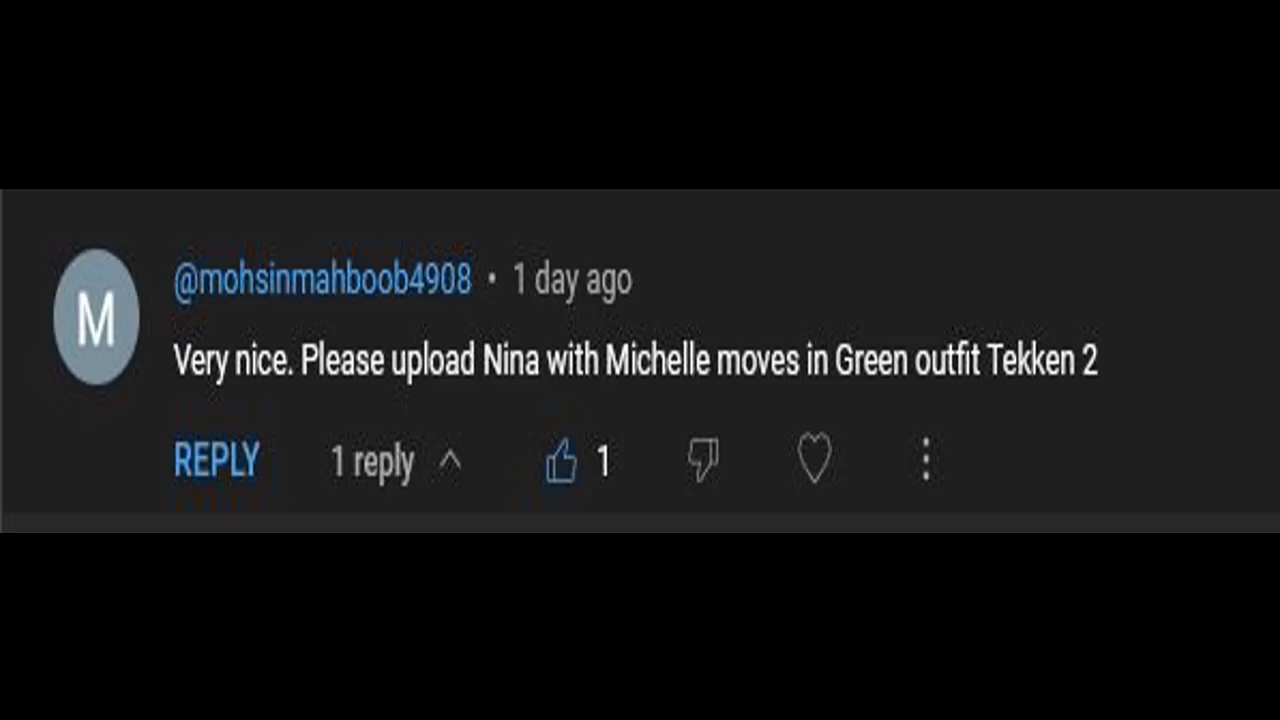 M
@mohsinmahboob4908 • 1 day ago
Very nice. Please upload Nina with Michelle moves in Green outfit Tekken 2
REPLY 1 reply 1